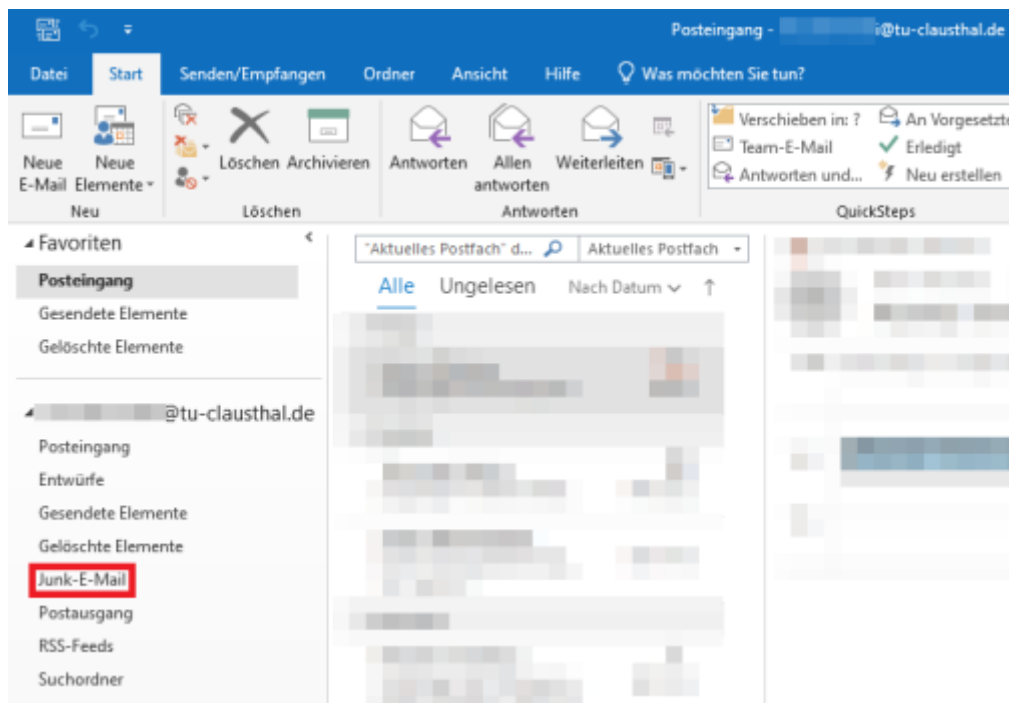 Posteingang - i@tu-clausthal.de
Datei Start Senden/Empfangen Ordner Ansicht Hilfe Was möchten Sie tun?
Neue E-Mail
Neue Elemente
Löschen Archivieren
Antworten
Allen antworten
Weiterleiten
Verschieben in: ?
Team-E-Mail
Antworten und...
An Vorgesetzte
Erledigt
Neu erstellen
Neu Löschen Antworten QuickSteps
Favoriten
Posteingang
Gesendete Elemente
Gelöschte Elemente
@tu-clausthal.de
Posteingang
Entwürfe
Gesendete Elemente
Gelöschte Elemente
Junk-E-Mail
Postausgang
RSS-Feeds
Suchordner
"Aktuelles Postfach" d... Aktuelles Postfach
Alle Ungelesen Nach Datum